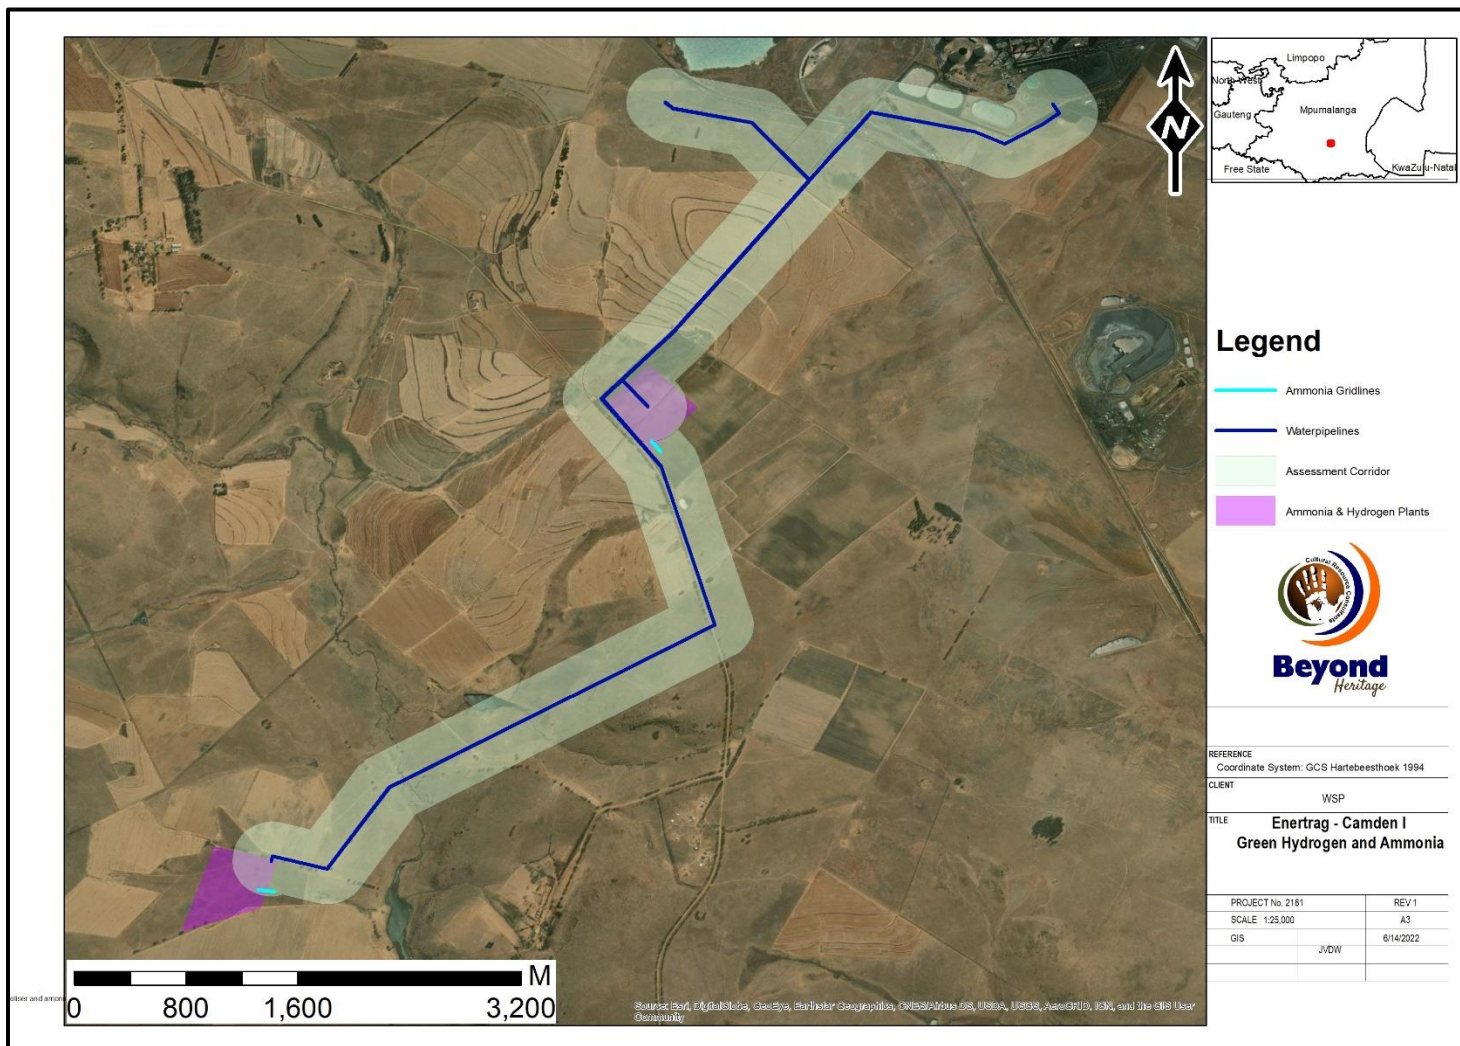 Limpopo
North West
Mpumalanga
Gauteng
Free State
KwaZulu-Natal
N
Legend
Ammonia Gridlines
Waterpipelines
Assessment Corridor
Ammonia & Hydrogen Plants
Cultural Resource Consultants
Beyond
Heritage
REFERENCE
Coordinate System: GCS Hartebeesthoek 1994
CLIENT
WSP
TITLE
Enertrag - Camden I
Green Hydrogen and Ammonia
PROJECT No. 2181 REV 1
SCALE 1:25,000 A3
GIS 6/14/2022
JVDW
M
0 800 1,600 3,200
Source: Esri, DigitalGlobe, GeoEye, Earthstar Geographics, CNES/Airbus DS, USDA, USGS, AeroGRID, IGN, and the GIS User
Community